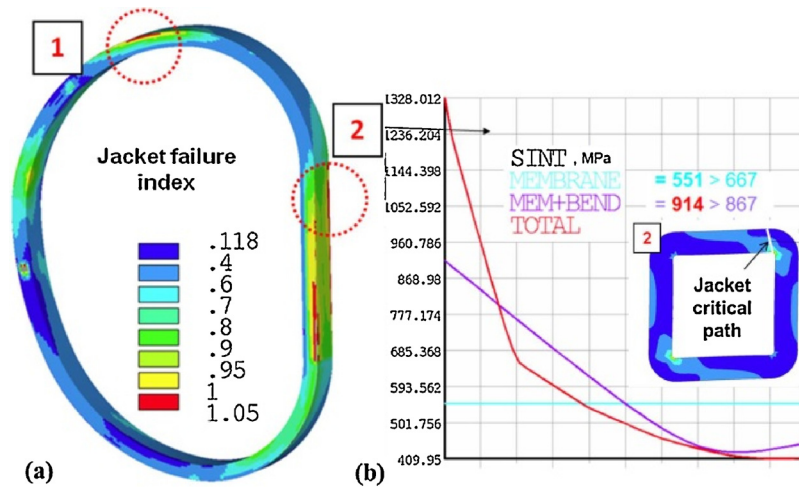 1
2
Jacket failure
index
.118
.4
.6
.7
.8
.9
.95
1
1.05
(a)
1328.012
1236.204
1144.398
1052.592
960.786
868.98
777.174
685.368
593.562
501.756
409.95
SINT, MPa
MEMBRANE = 551 > 667
MEM+BEND = 914 > 867
TOTAL
2
Jacket
critical
path
(b)